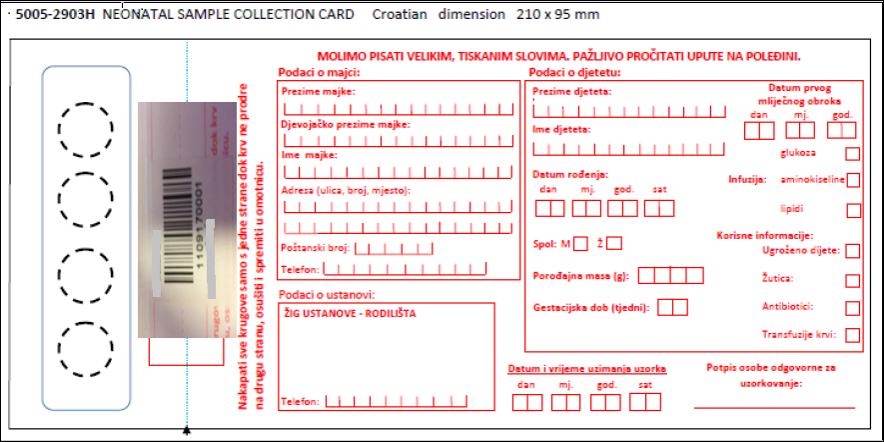 5005-2903H NEONATAL SAMPLE COLLECTION CARD Croatian dimension 210 x 95 mm
MOLIMO PISATI VELIKIM, TISKANIM SLOVIMA. PAŽLJIVO PROČITATI UPUTE NA POLEĐINI.
dok krv
1109170001
Nakapati sve krugove samo s jedne strane dok krv ne prodre
na drugu stranu, osušiti i spremiti u omotnicu.
Podaci o majci:
Prezime majke:
Djevojačko prezime majke:
Ime majke:
Adresa (ulica, broj, mjesto):
Poštanski broj:
Telefon:
Podaci o ustanovi:
ŽIG USTANOVE - RODILIŠTA
Telefon:
Podaci o djetetu:
Prezime djeteta:
Ime djeteta:
Datum rođenja:
dan mj. god. sat
Spol: M Ž
Porođajna masa (g):
Gestacijska dob (tjedni):
Datum prvog
mliječnog obroka
dan mj. god.
glukoza
Infuzija: aminokiseline
lipidi
Korisne informacije:
Ugroženo dijete:
Žutica:
Antibiotici:
Transfuzije krvi:
Datum i vrijeme uzimanja uzorka
dan mj. god. sat
Potpis osobe odgovorne za
uzorkovanje: